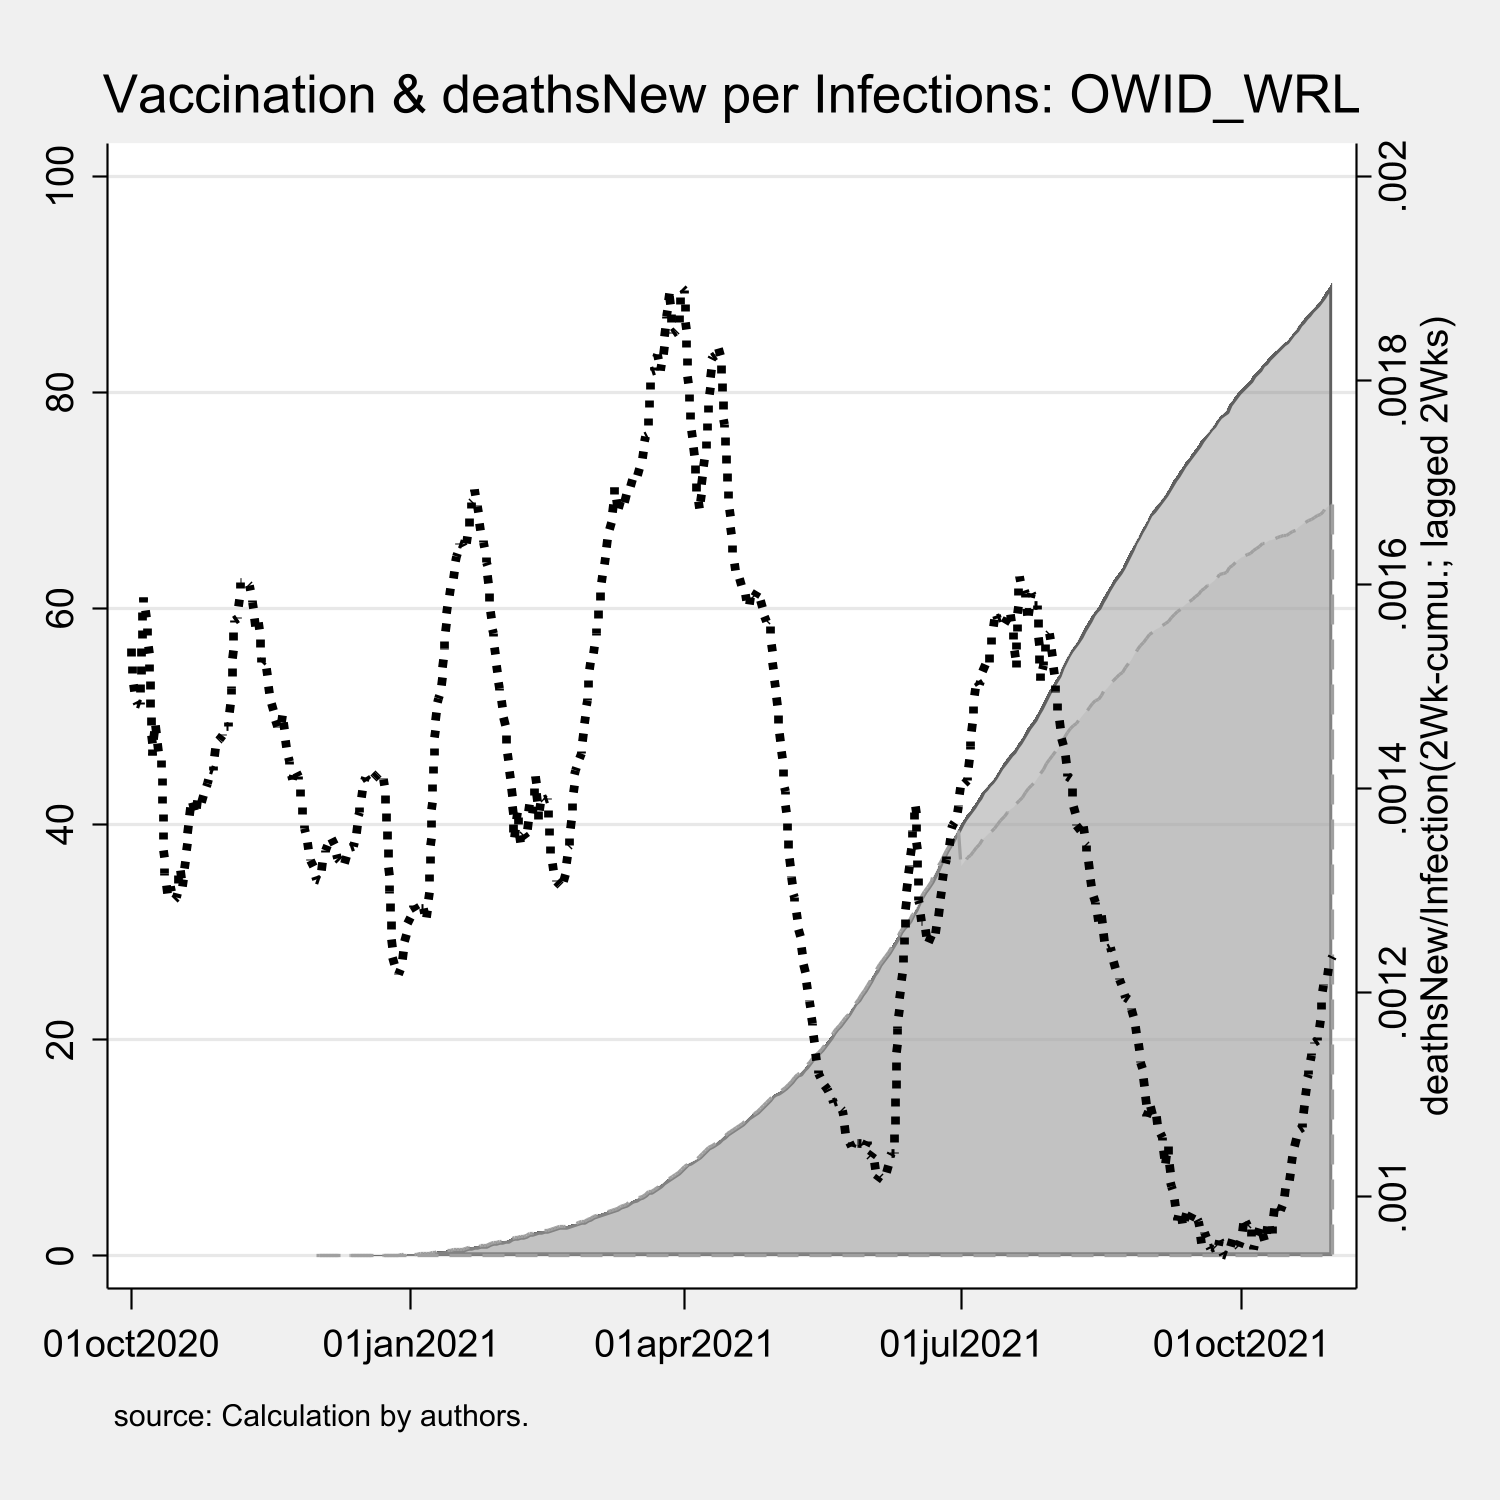 Vaccination & deathsNew per Infections: OWID_WRL
100
80
60
40
20
0
.002
.0018
.0016
.0014
.0012
.001
deathsNew/Infection(2Wk-cumu.; lagged 2Wks)
01oct2020
01jan2021
01apr2021
01jul2021
01oct2021
source: Calculation by authors.